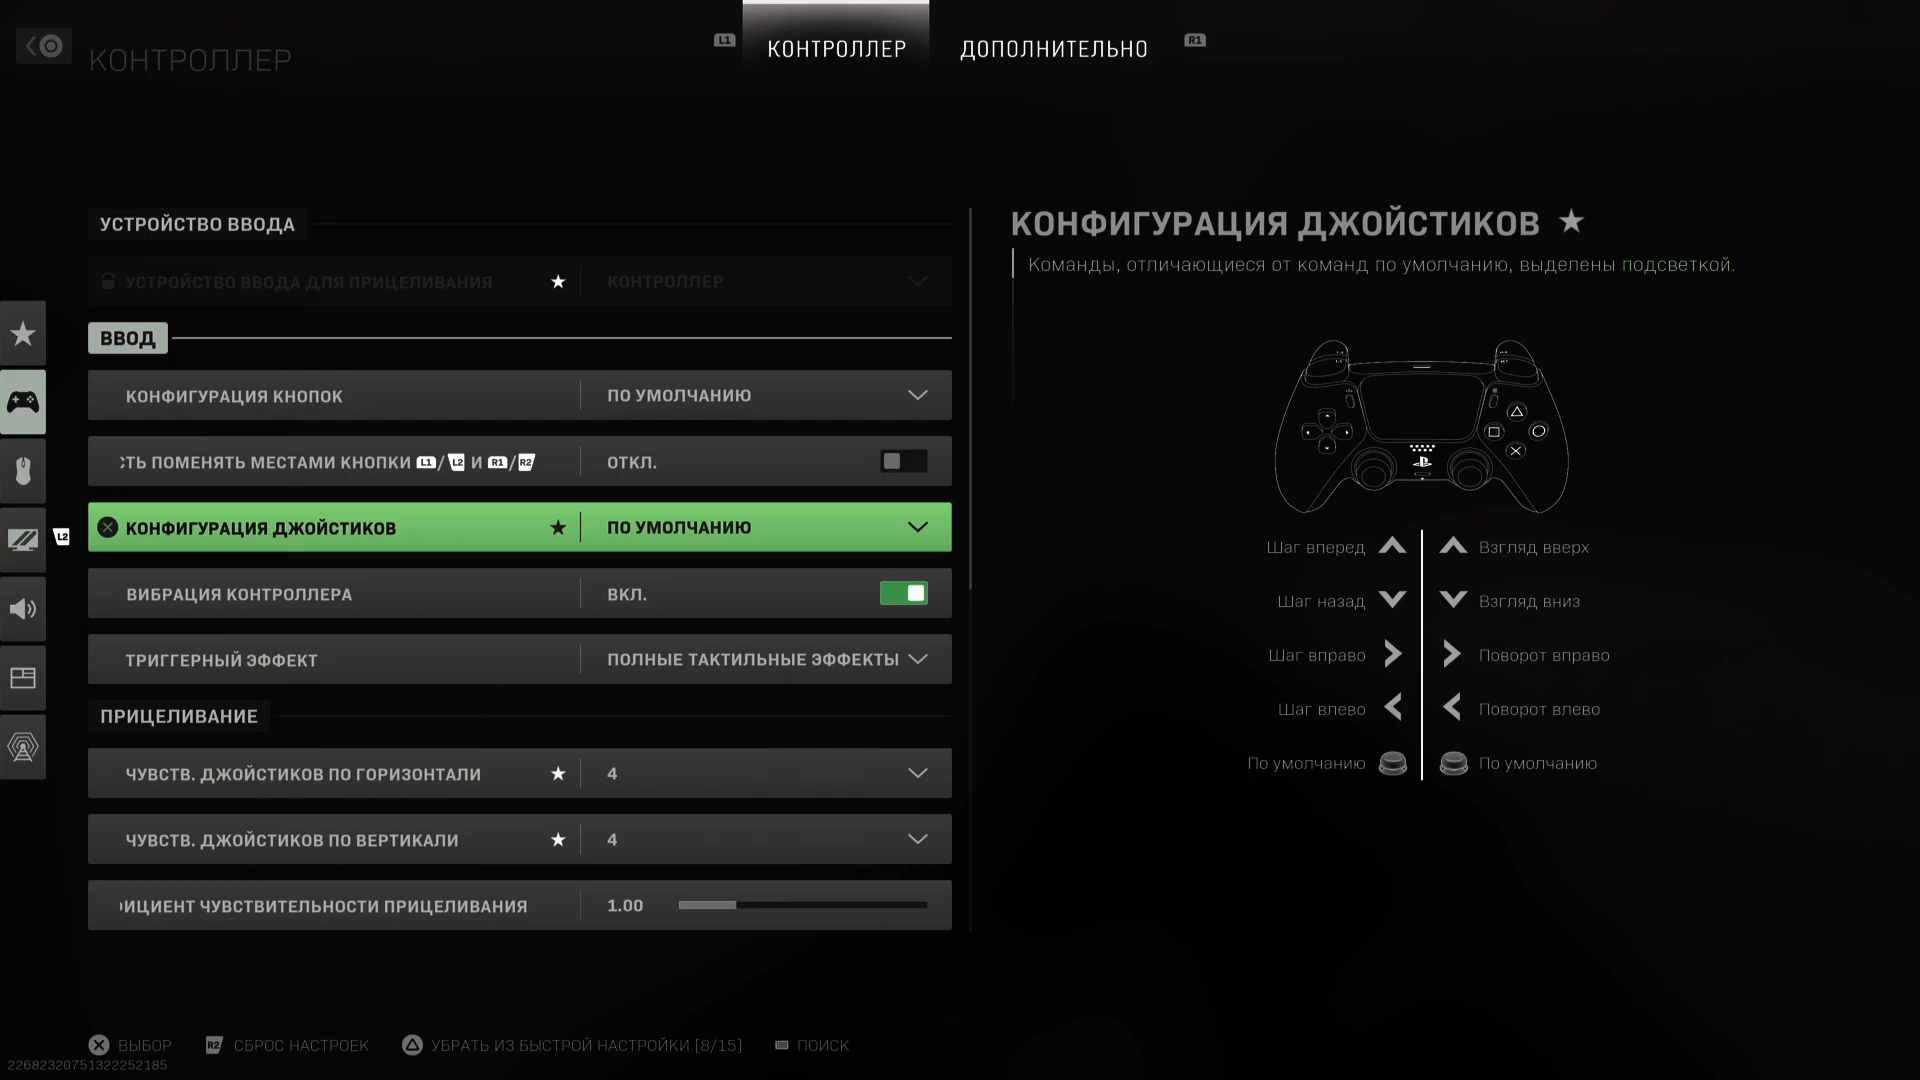 КОНТРОЛЛЕР
L1 КОНТРОЛЛЕР ДОПОЛНИТЕЛЬНО R1
УСТРОЙСТВО ВВОДА
УСТРОЙСТВО ВВОДА ДЛЯ ПРИЦЕЛИВАНИЯ КОНТРОЛЛЕР
ВВОД
КОНФИГУРАЦИЯ КНОПОК ПО УМОЛЧАНИЮ
СТЬ ПОМЕНЯТЬ МЕСТАМИ КНОПКИ L1/L2 И R1/R2 ОТКЛ.
L2
КОНФИГУРАЦИЯ ДЖОЙСТИКОВ ПО УМОЛЧАНИЮ
ВИБРАЦИЯ КОНТРОЛЛЕРА ВКЛ.
ТРИГГЕРНЫЙ ЭФФЕКТ ПОЛНЫЕ ТАКТИЛЬНЫЕ ЭФФЕКТЫ
ПРИЦЕЛИВАНИЕ
ЧУВСТВ. ДЖОЙСТИКОВ ПО ГОРИЗОНТАЛИ 4
ЧУВСТВ. ДЖОЙСТИКОВ ПО ВЕРТИКАЛИ 4
ФИЦИЕНТ ЧУВСТВИТЕЛЬНОСТИ ПРИЦЕЛИВАНИЯ 1.00
КОНФИГУРАЦИЯ ДЖОЙСТИКОВ
Команды, отличающиеся от команд по умолчанию, выделены подсветкой.
Шаг вперед Взгляд вверх
Шаг назад Взгляд вниз
Шаг вправо Поворот вправо
Шаг влево Поворот влево
По умолчанию По умолчанию
ВЫБОР R2 СБРОС НАСТРОЕК УБРАТЬ ИЗ БЫСТРОЙ НАСТРОЙКИ [8/15] ПОИСК
22682320751322252185